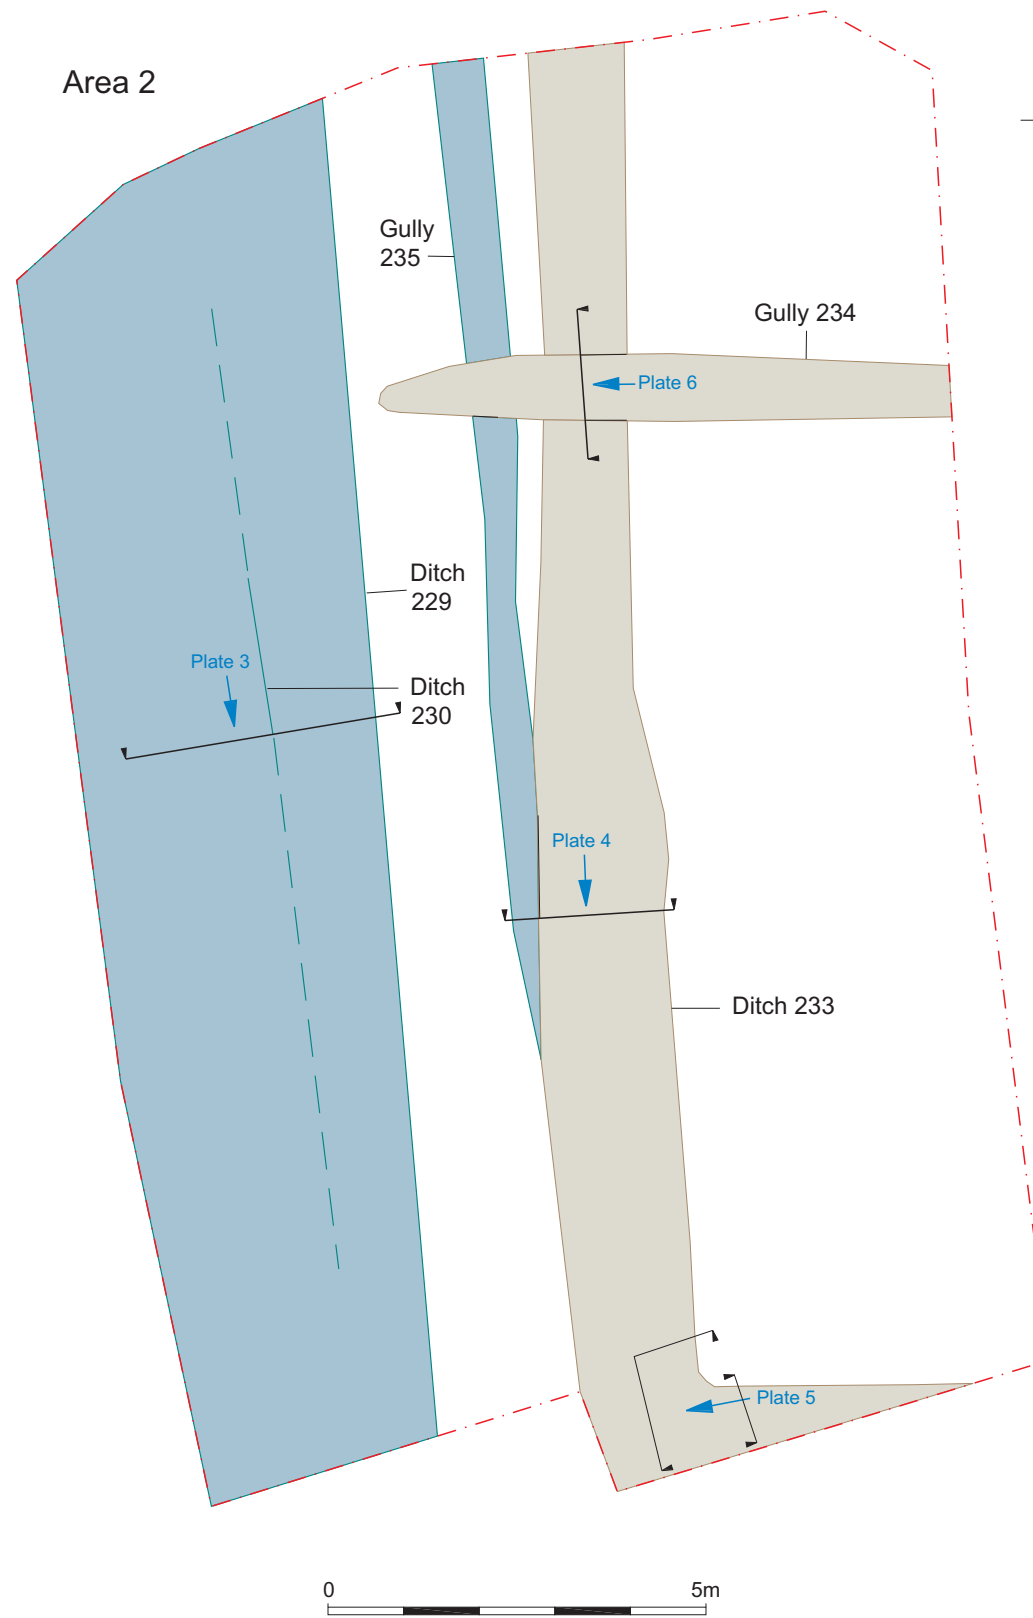 Area 2
Gully
235
Gully 234
Plate 6
Ditch
229
Plate 3
Ditch
230
Plate 4
Ditch 233
Plate 5
0 5m